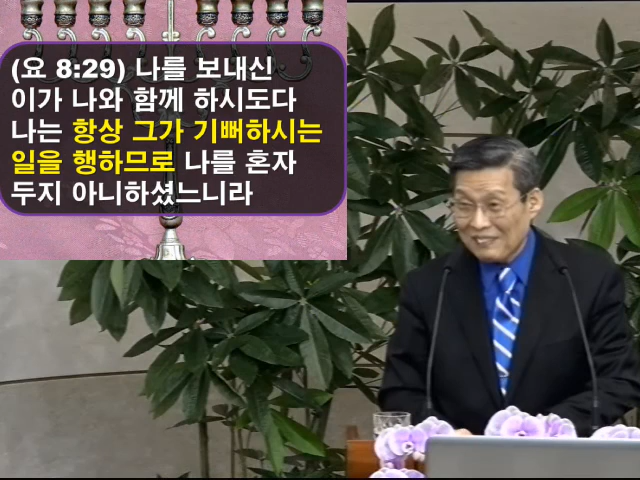 (요 8:29) 나를 보내신
이가 나와 함께 하시도다
나는 항상 그가 기뻐하시는
일을 행하므로 나를 혼자
두지 아니하셨느니라